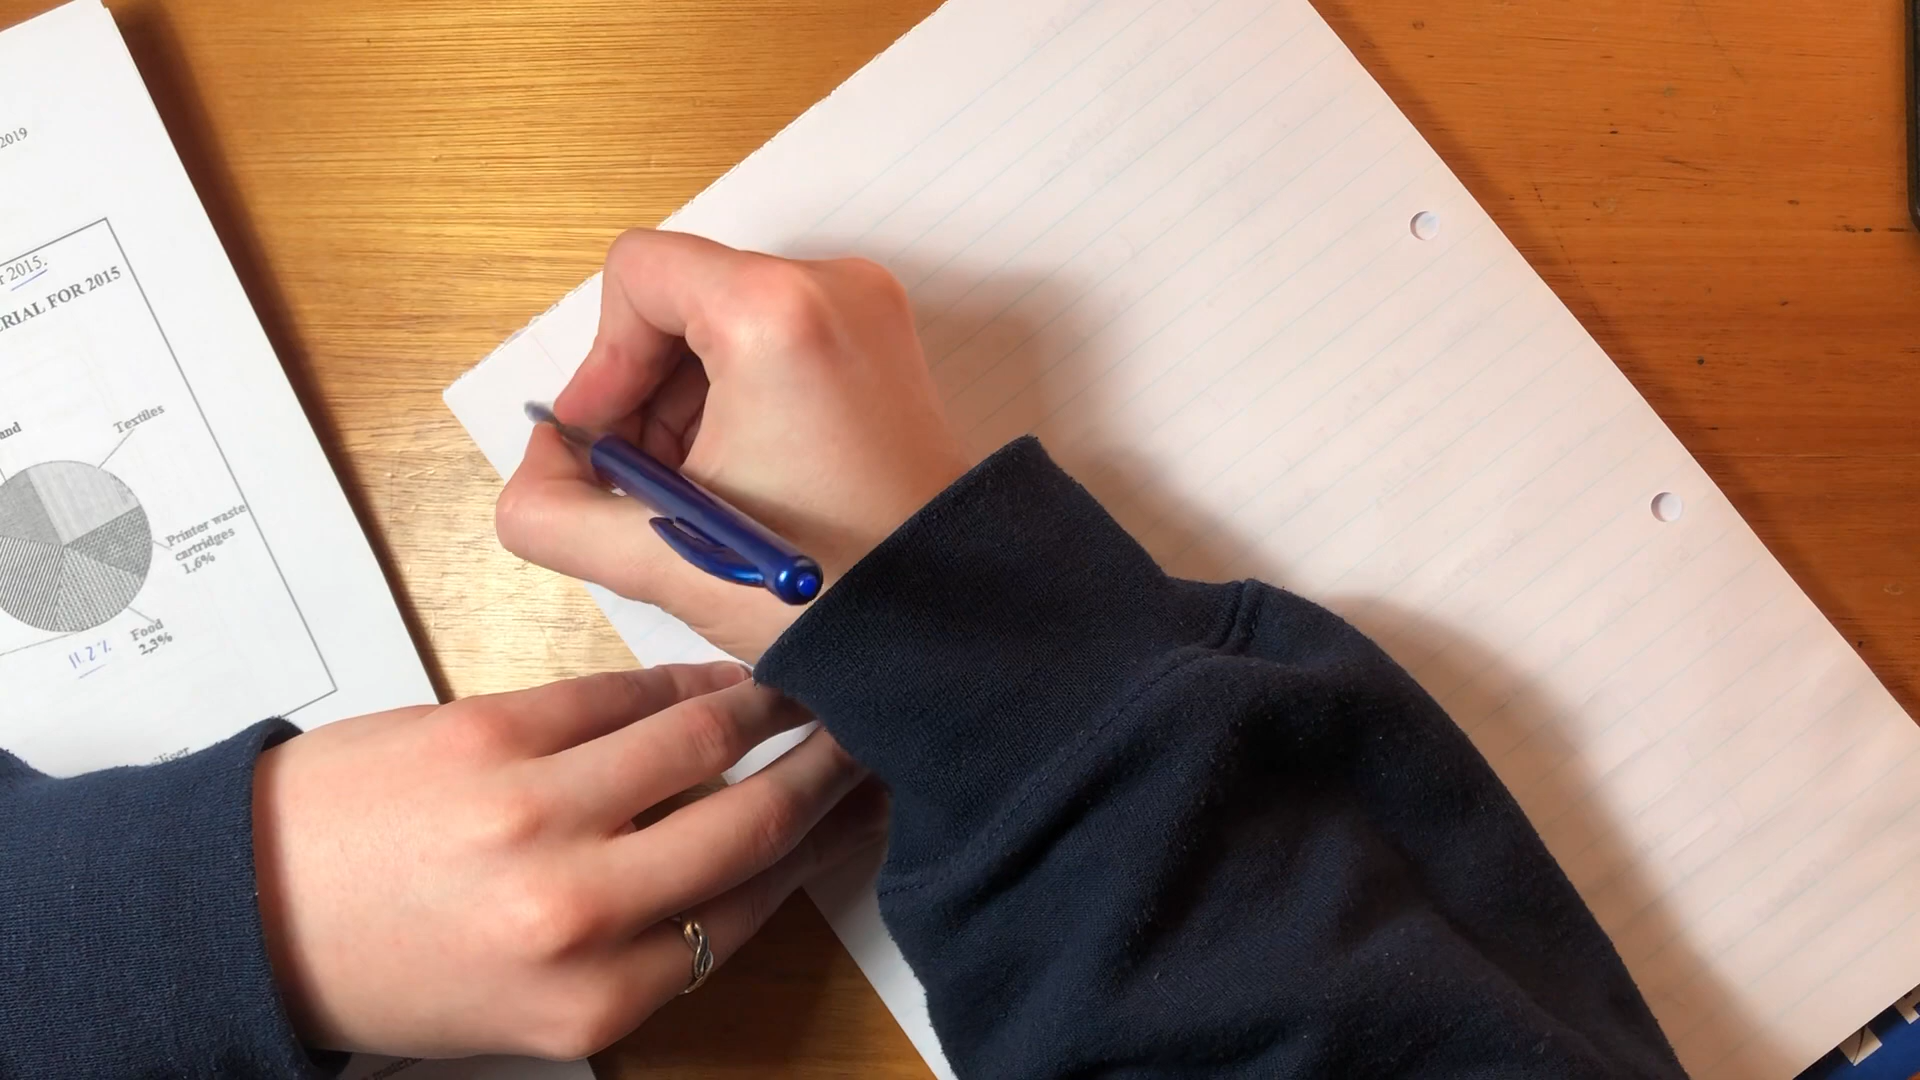 2019
r 2015.
ERIAL FOR 2015
and
Textiles
Printer waste
cartridges
1,6%
Food
2,3%
11.2%